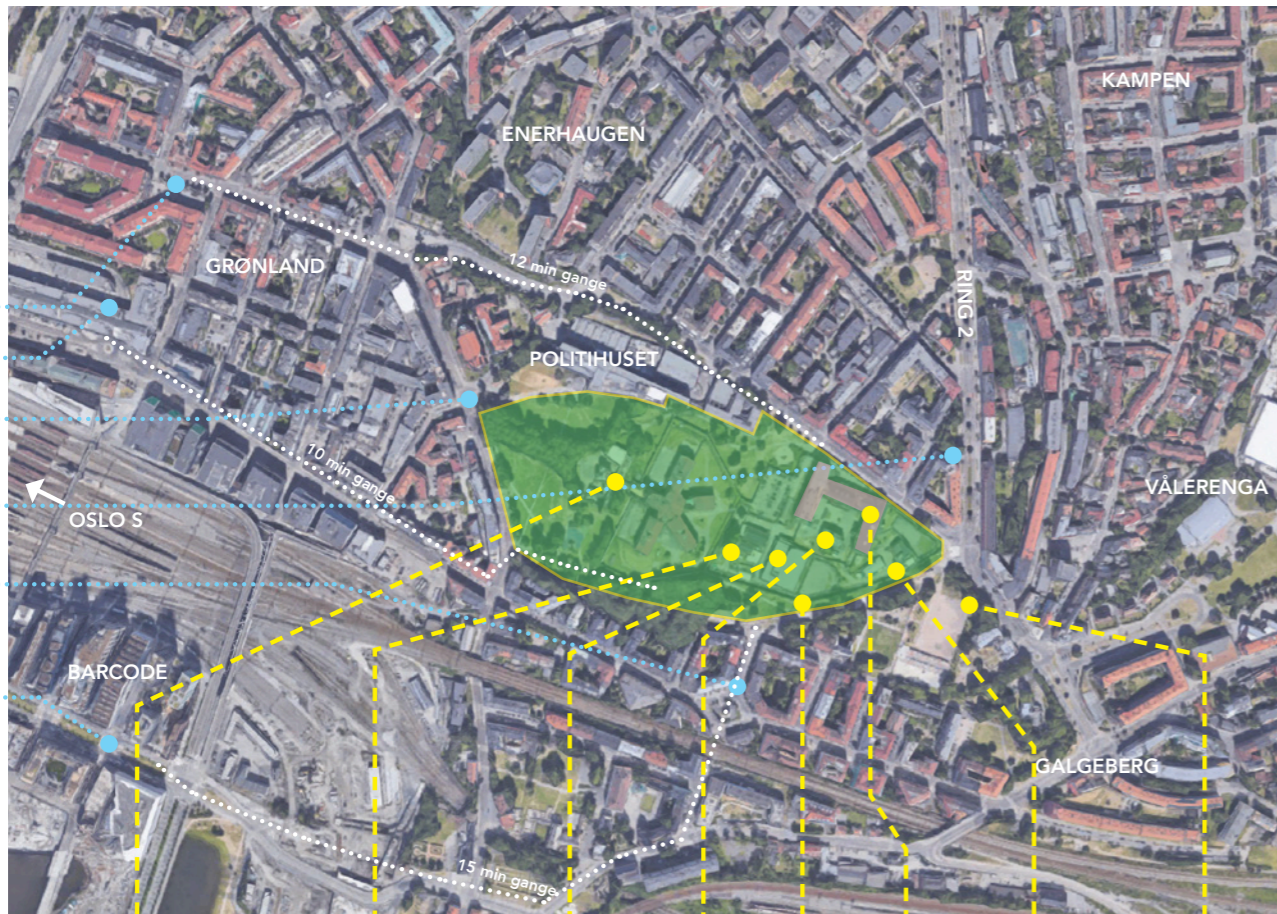 KAMPEN
ENERHAUGEN
GRØNLAND
12 min gange
RING 2
POLITIHUSET
10 min gange
VÅLERENGA
OSLO S
BARCODE
GALGEBERG
15 min gange